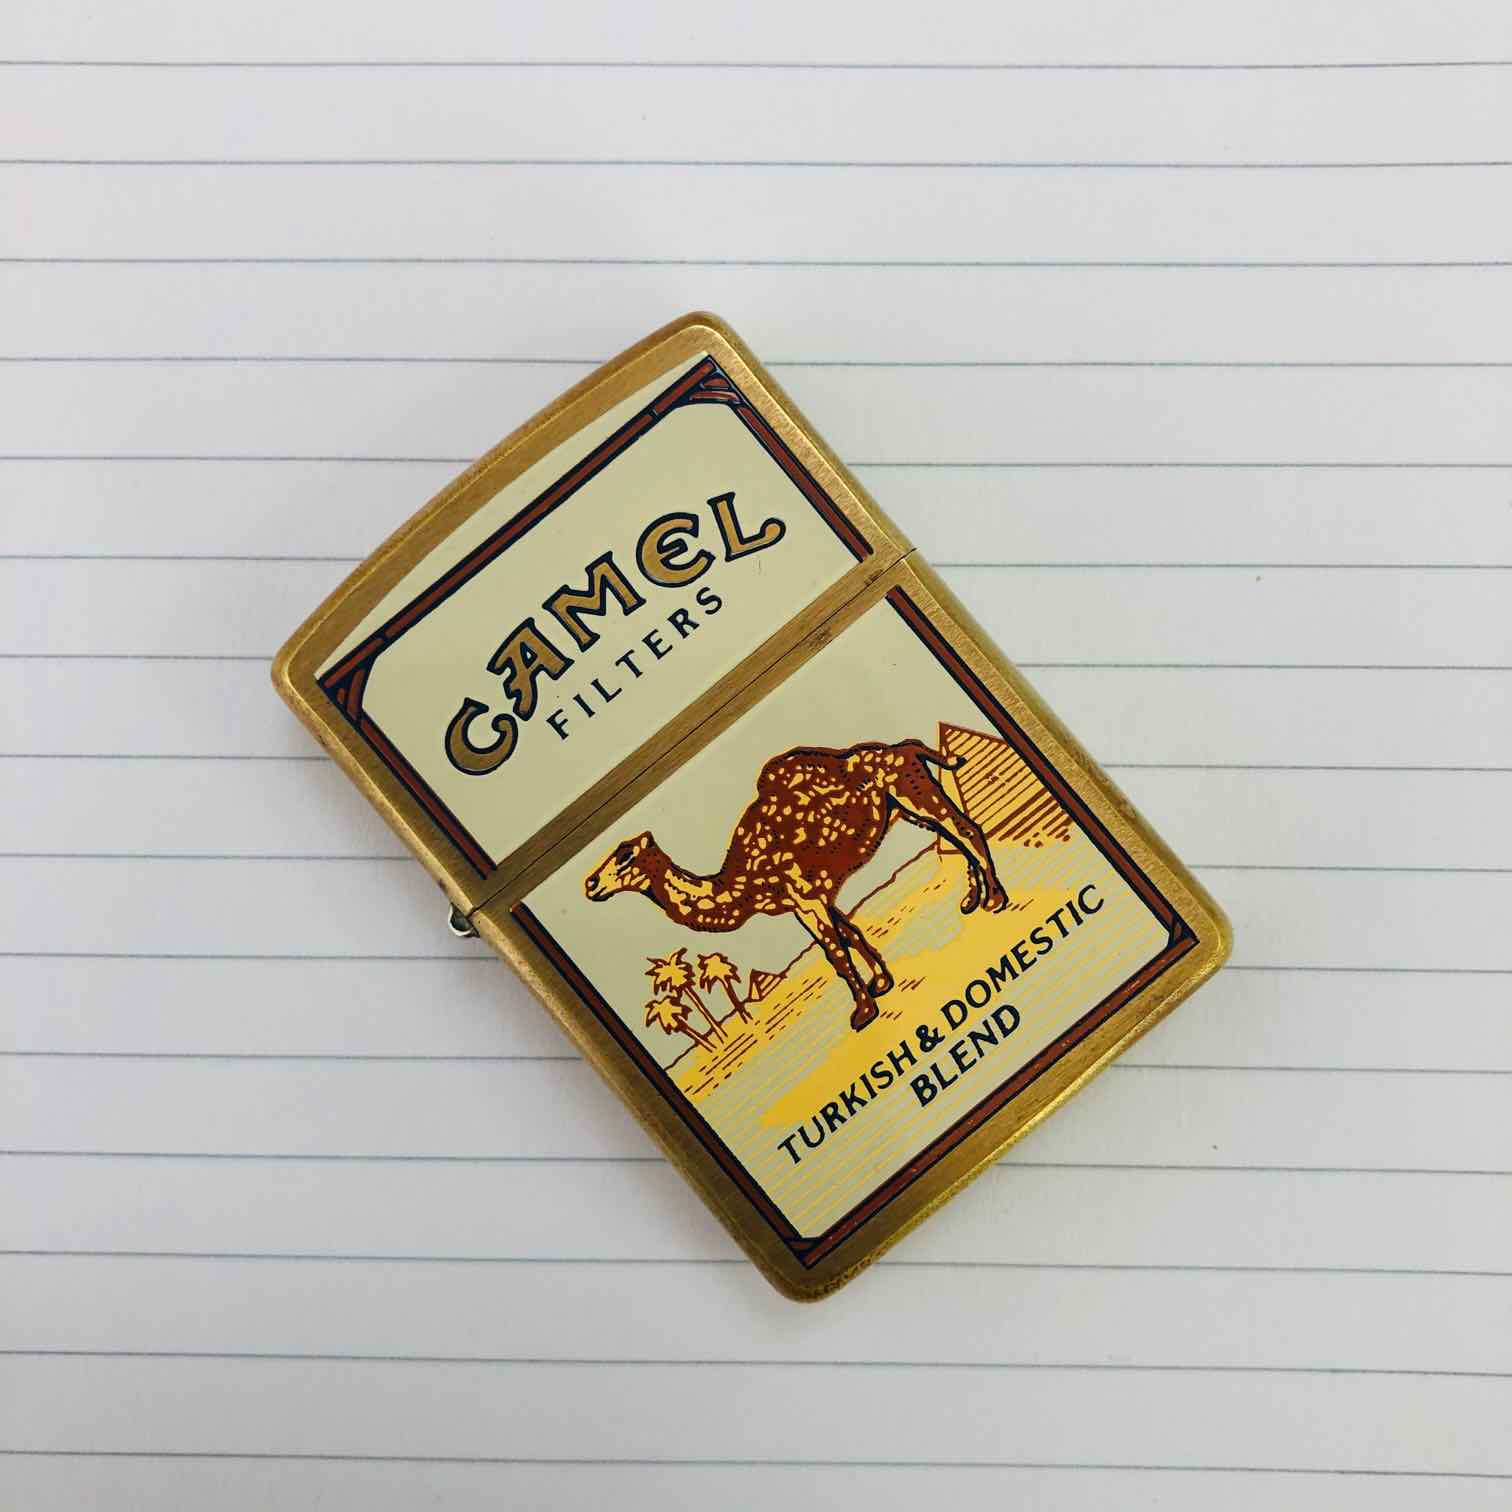 CAMEL
FILTERS
TURKISH & DOMESTIC
BLEND